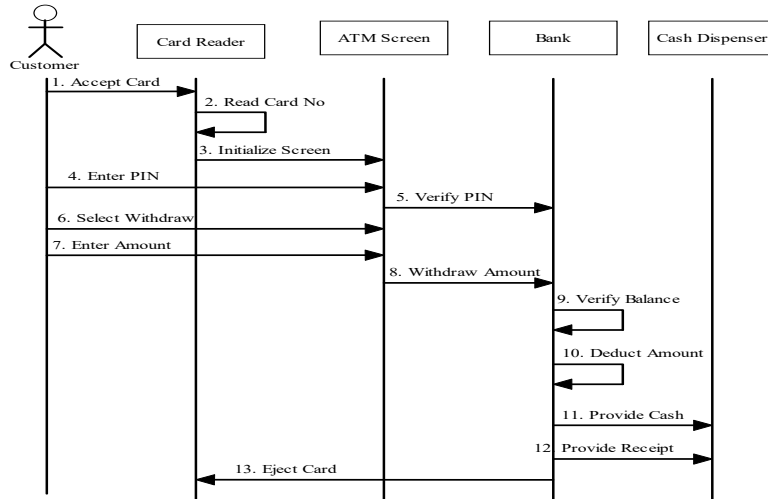 Customer
Card Reader
ATM Screen
Bank
Cash Dispenser
1. Accept Card
2. Read Card No
3. Initialize Screen
4. Enter PIN
5. Verify PIN
6. Select Withdraw
7. Enter Amount
8. Withdraw Amount
9. Verify Balance
10. Deduct Amount
11. Provide Cash
12 Provide Receipt
13. Eject Card